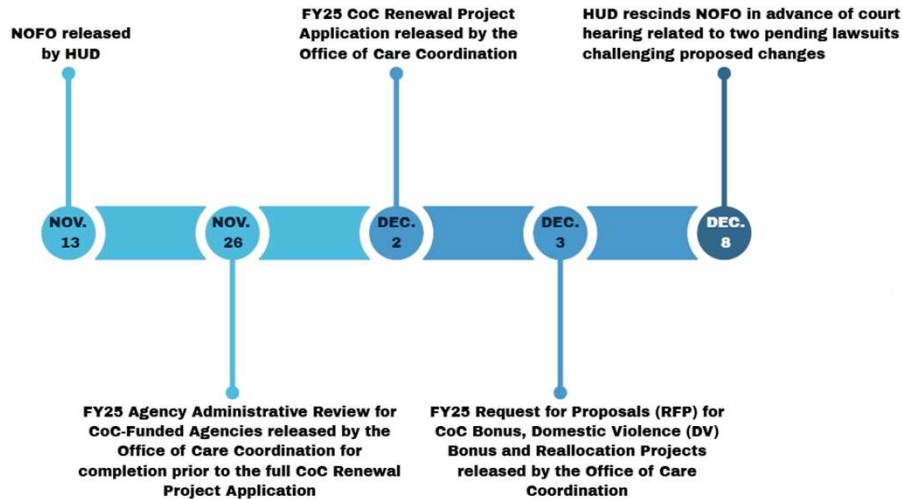 NOFO released
by HUD
FY25 CoC Renewal Project
Application released by the
Office of Care Coordination
HUD rescinds NOFO in advance of court
hearing related to two pending lawsuits
challenging proposed changes
NOV.
13
NOV.
26
DEC.
2
DEC.
3
DEC.
8
FY25 Agency Administrative Review for
CoC-Funded Agencies released by the
Office of Care Coordination for
completion prior to the full CoC Renewal
Project Application
FY25 Request for Proposals (RFP) for
CoC Bonus, Domestic Violence (DV)
Bonus and Reallocation Projects
released by the Office of Care
Coordination